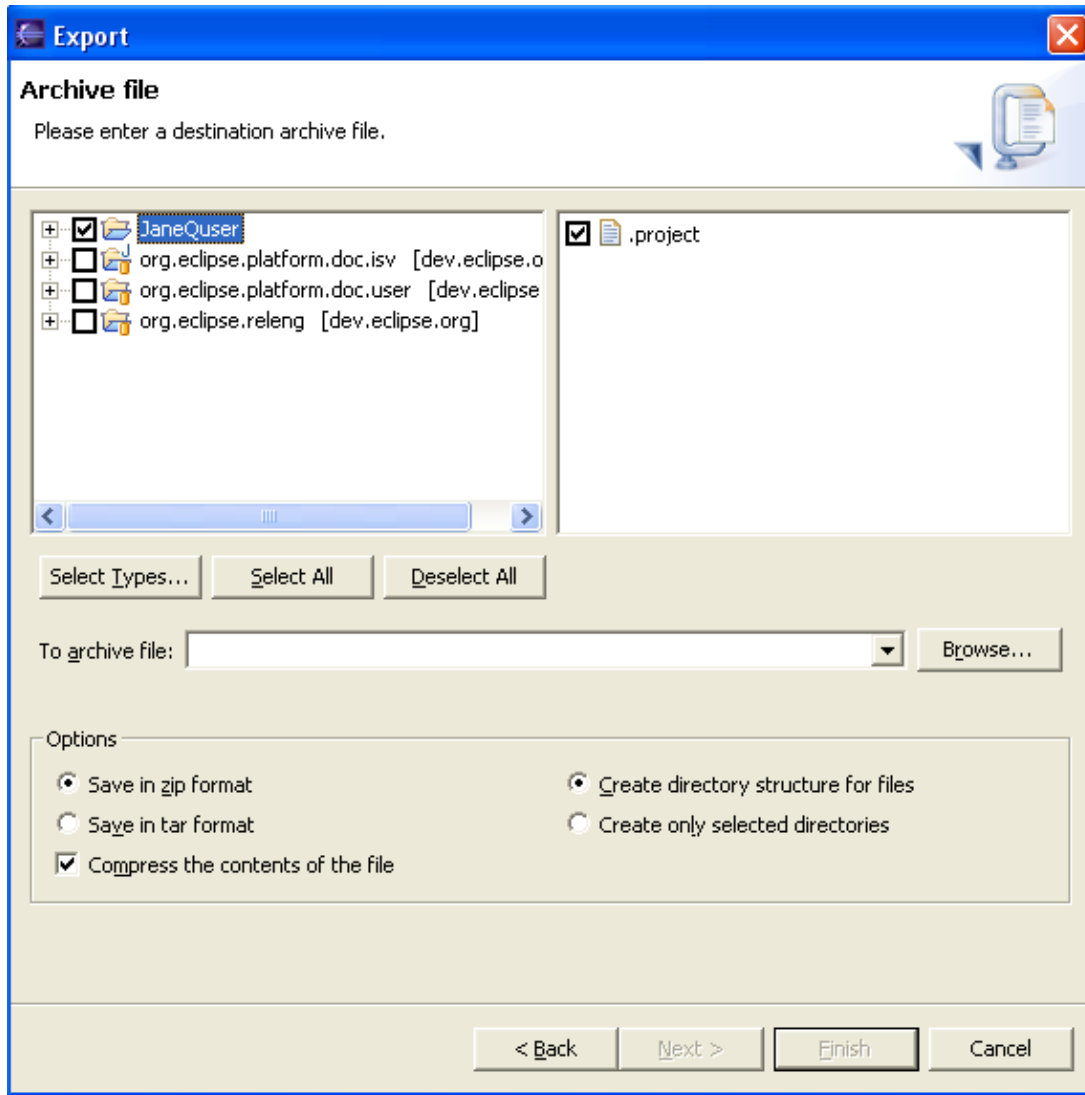 Export
Archive file
Please enter a destination archive file.
JaneQuser
org.eclipse.platform.doc.isv [dev.eclipse.o
org.eclipse.platform.doc.user [dev.eclipse
org.eclipse.releng [dev.eclipse.org]
.project
Select Types... Select All Deselect All
To archive file: Browse...
Options
Save in zip format Create directory structure for files
Save in tar format Create only selected directories
Compress the contents of the file
< Back Next > Finish Cancel